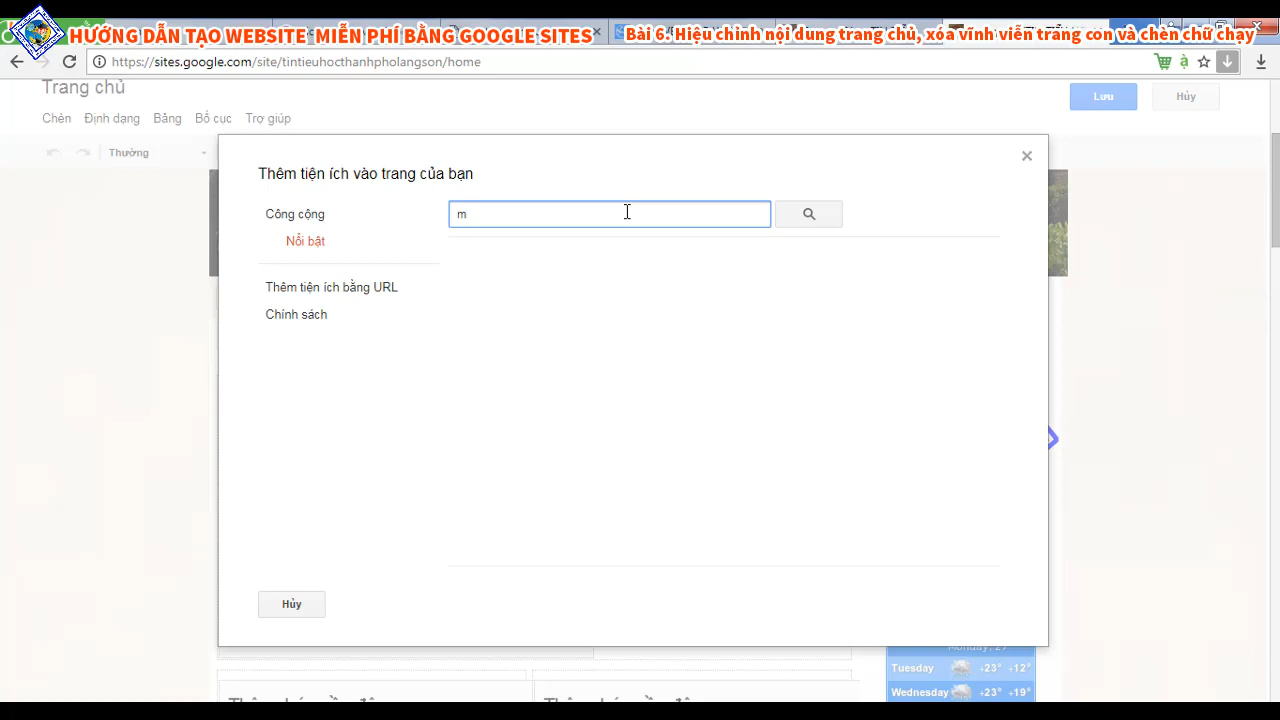 HƯỚNG DẪN TẠO WEBSITE MIỄN PHÍ BẰNG GOOGLE SITES
Bài 6. Hiệu chỉnh nội dung trang chủ, xóa vĩnh viễn trang con và chèn chữ chạy
https://sites.google.com/site/tintieuhocthanhpholangson/home
Trang chủ
Lưu
Hủy
Chèn Định dạng Bảng Bố cục Trợ giúp
Thường
Thêm tiện ích vào trang của bạn
Công cộng
m
Nổi bật
Thêm tiện ích bằng URL
Chính sách
Hủy
Monday, 27
Tuesday +23° +12°
Wednesday +23° +19°